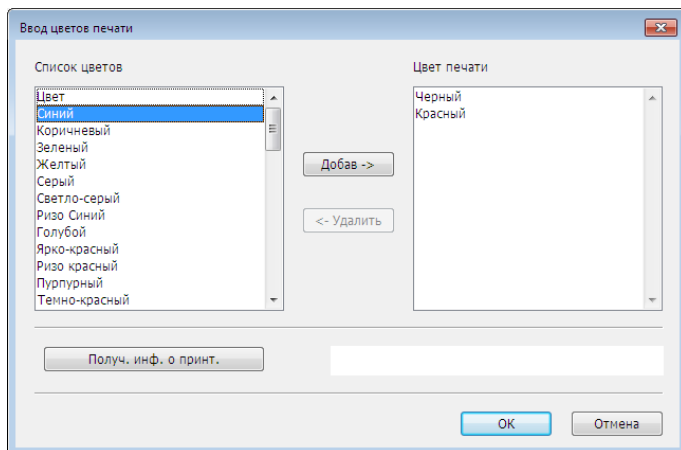 Ввод цветов печати
Список цветов
Цвет
Синий
Коричневый
Зеленый
Желтый
Серый
Светло-серый
Ризо Синий
Голубой
Ярко-красный
Ризо красный
Пурпурный
Темно-красный
Добав ->
<- Удалить
Цвет печати
Черный
Красный
Получ. инф. о принт.
OK
Отмена